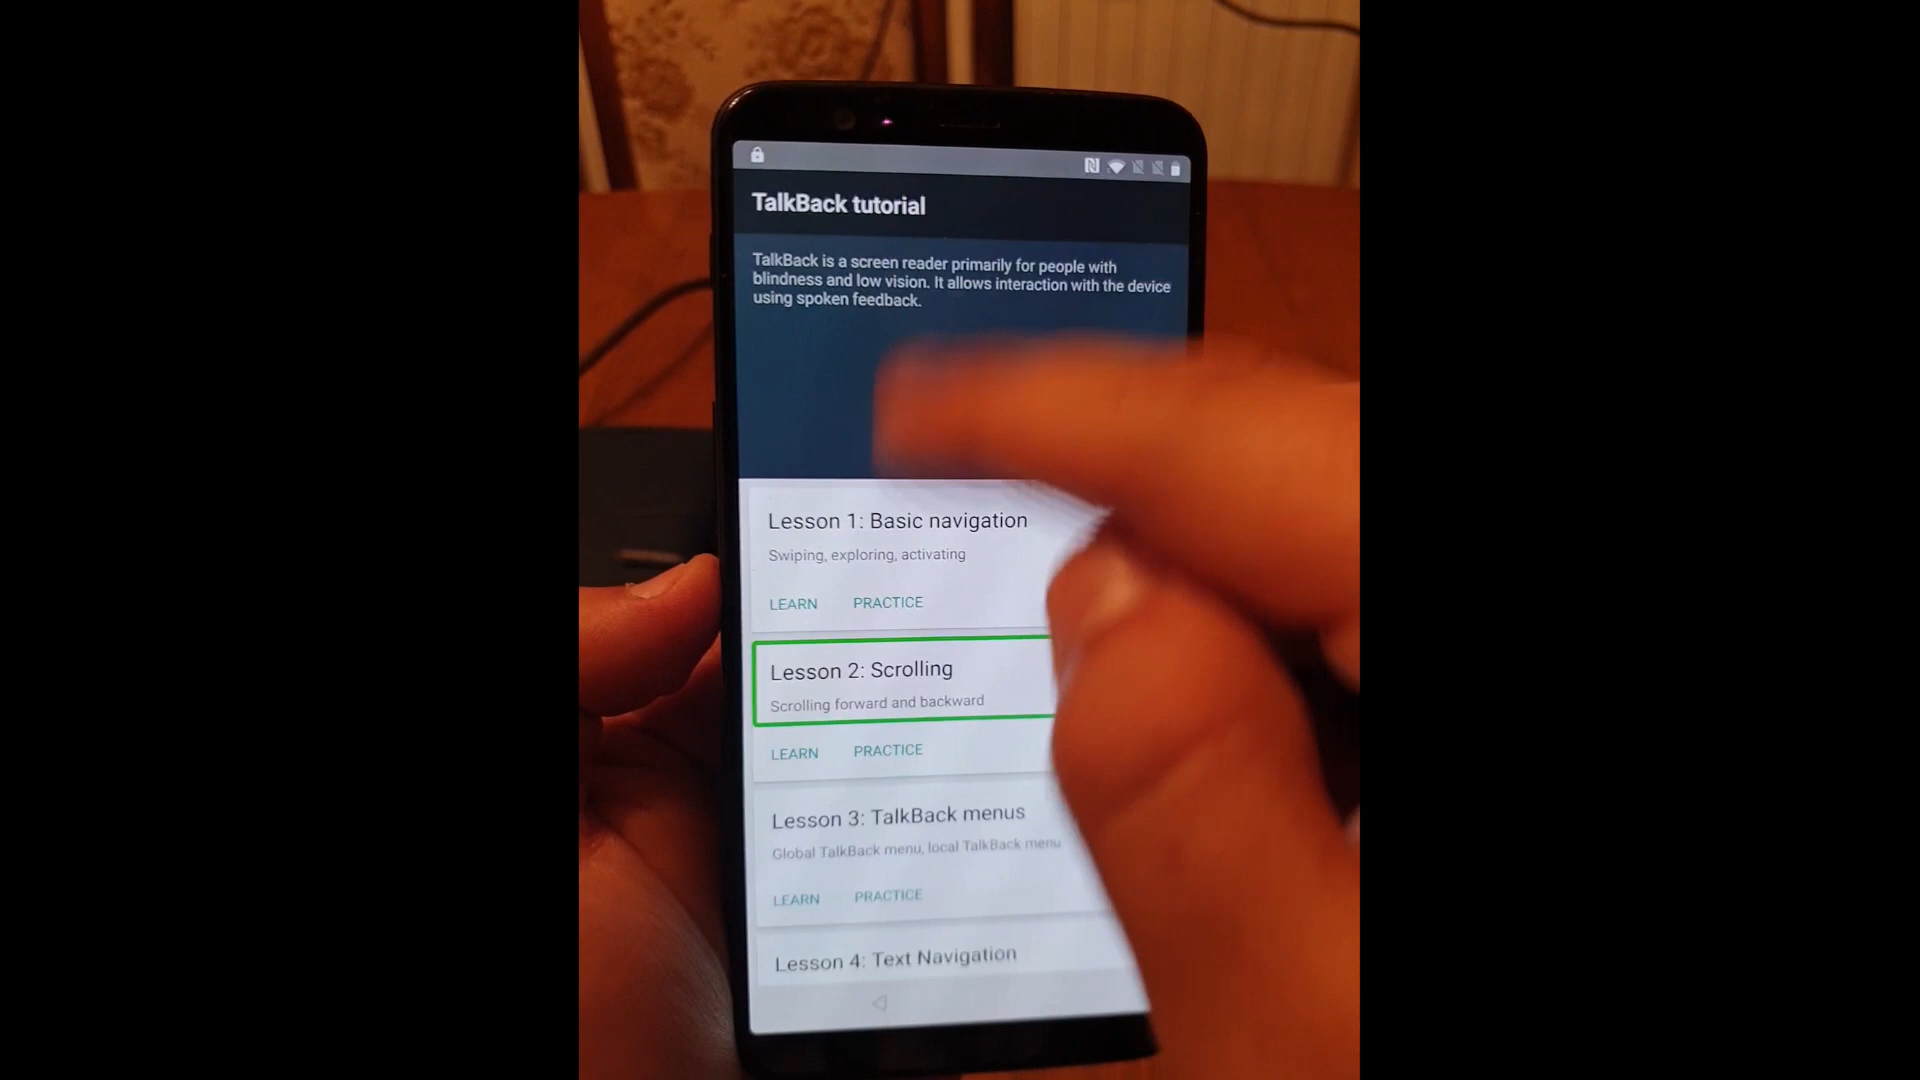 TalkBack tutorial
TalkBack is a screen reader primarily for people with
blindness and low vision. It allows interaction with the device
using spoken feedback.
Lesson 1: Basic navigation
Swiping, exploring, activating
LEARN PRACTICE
Lesson 2: Scrolling
Scrolling forward and backward
LEARN PRACTICE
Lesson 3: TalkBack menus
Global TalkBack menu, local TalkBack menu
LEARN PRACTICE
Lesson 4: Text Navigation